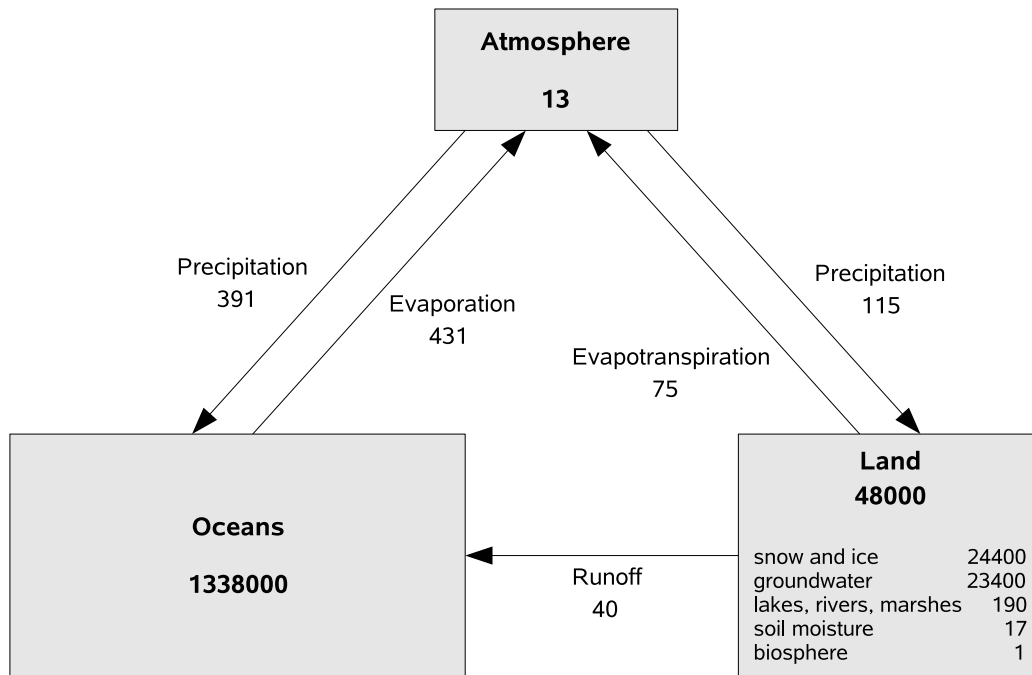 Atmosphere
13
Precipitation
391
Evaporation
431
Precipitation
115
Evapotranspiration
75
Oceans
1338000
Runoff
40
Land
48000
snow and ice 24400
groundwater 23400
lakes, rivers, marshes 190
soil moisture 17
biosphere 1